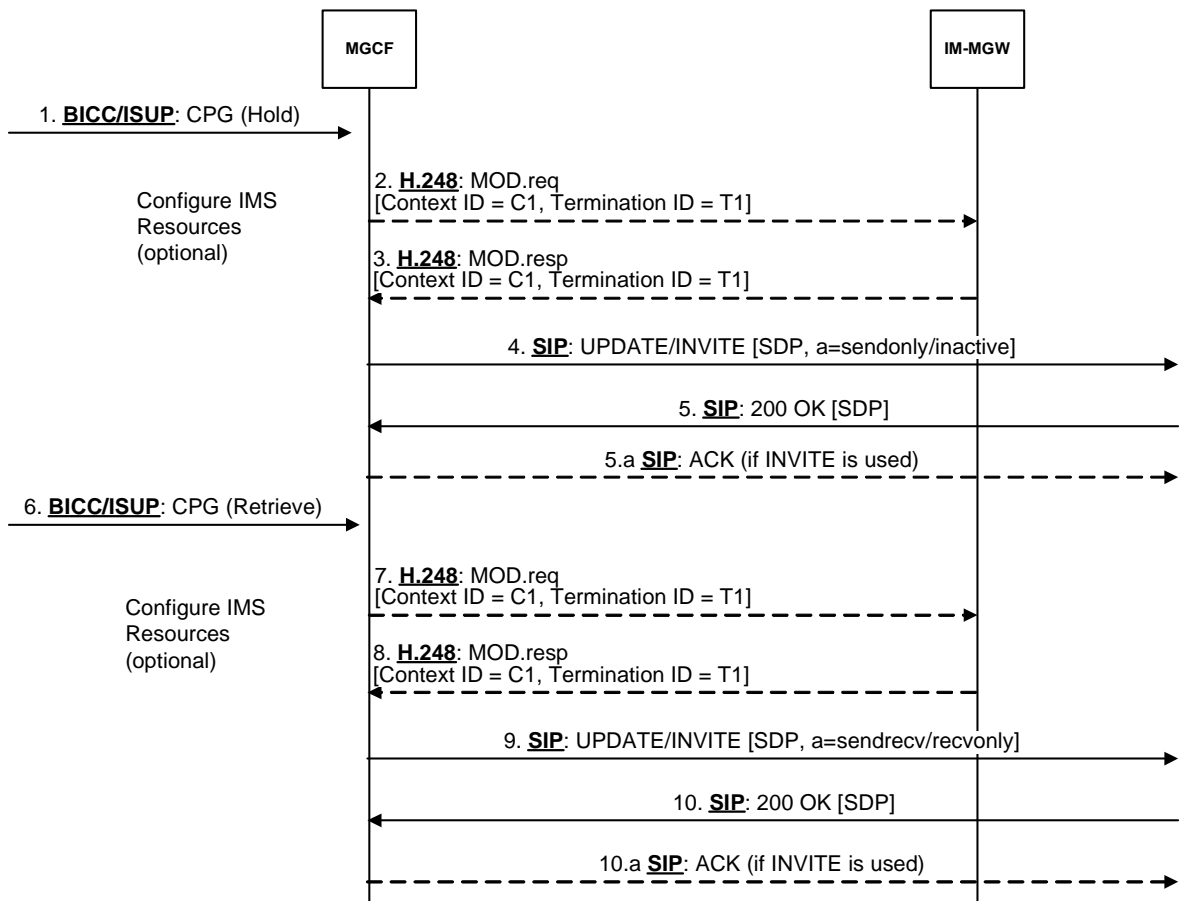 MGCF
IM-MGW
1. BICC/ISUP: CPG (Hold)
2. H.248: MOD.req
[Context ID = C1, Termination ID = T1]
Configure IMS
Resources
(optional)
3. H.248: MOD.resp
[Context ID = C1, Termination ID = T1]
4. SIP: UPDATE/INVITE [SDP, a=sendonly/inactive]
5. SIP: 200 OK [SDP]
5.a SIP: ACK (if INVITE is used)
6. BICC/ISUP: CPG (Retrieve)
7. H.248: MOD.req
[Context ID = C1, Termination ID = T1]
Configure IMS
Resources
(optional)
8. H.248: MOD.resp
[Context ID = C1, Termination ID = T1]
9. SIP: UPDATE/INVITE [SDP, a=sendrecv/recvonly]
10. SIP: 200 OK [SDP]
10.a SIP: ACK (if INVITE is used)